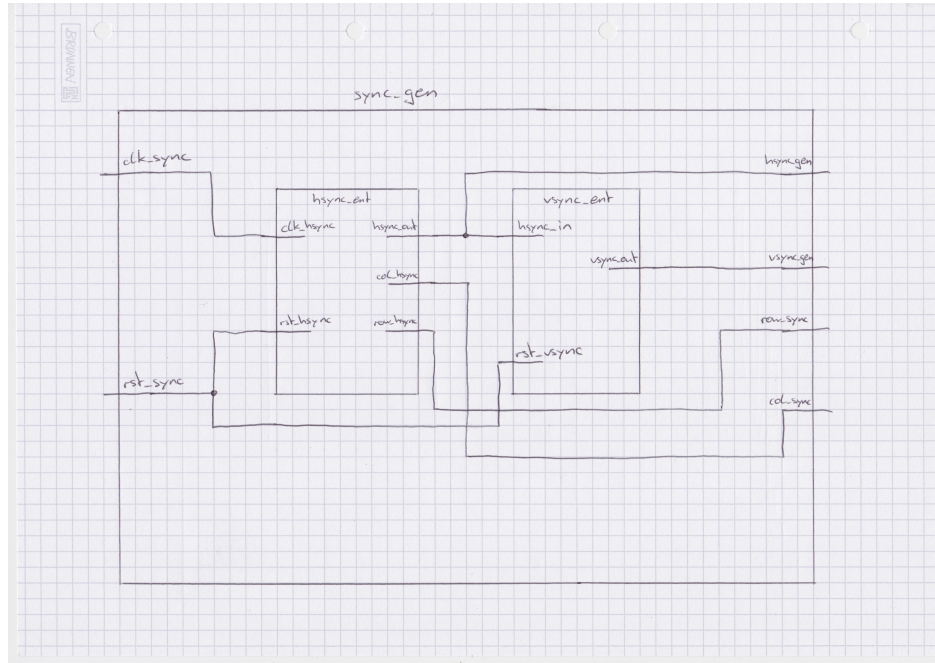 sync_gen
clk_sync
hsync_gen
hsync_ent
vsync_ent
clk_hsync
hsync_out
hsync_in
vsync_out
vsync_gen
col_hsync
rst_hsync
row_hsync
row_sync
rst_vsync
rst_sync
col_sync